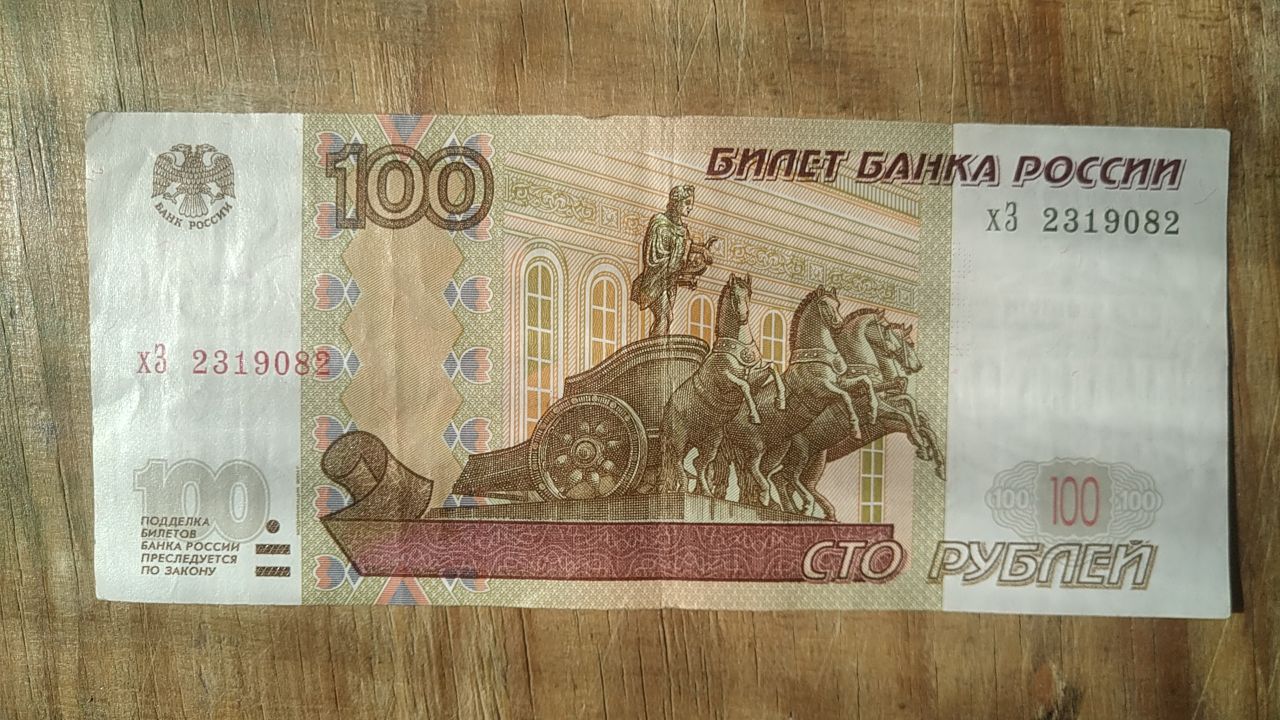 БАНК РОССИИ
100
БИЛЕТ БАНКА РОССИИ
хЗ 2319082
хЗ 2319082
100
ПОДДЕЛКА
БИЛЕТОВ
БАНКА РОССИИ
ПРЕСЛЕДУЕТСЯ
ПО ЗАКОНУ
100 100 100
СТО РУБЛЕЙ